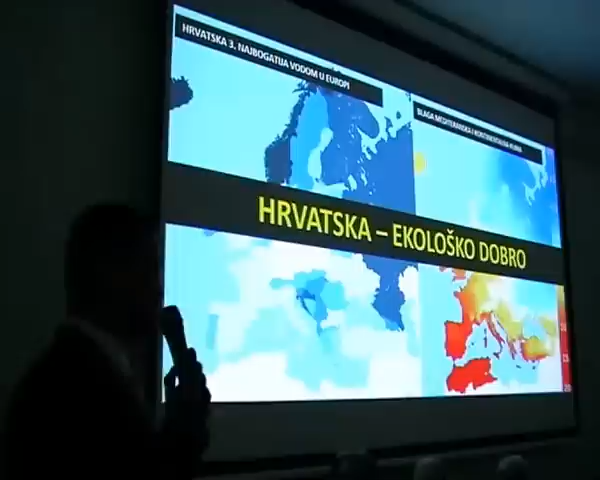 HRVATSKA 3. NAJBOGATIJA VODOM U EUROPI
BLAGA MEDITERANSKA I KONTINENTALNA KLIMA
HRVATSKA – EKOLOŠKO DOBRO